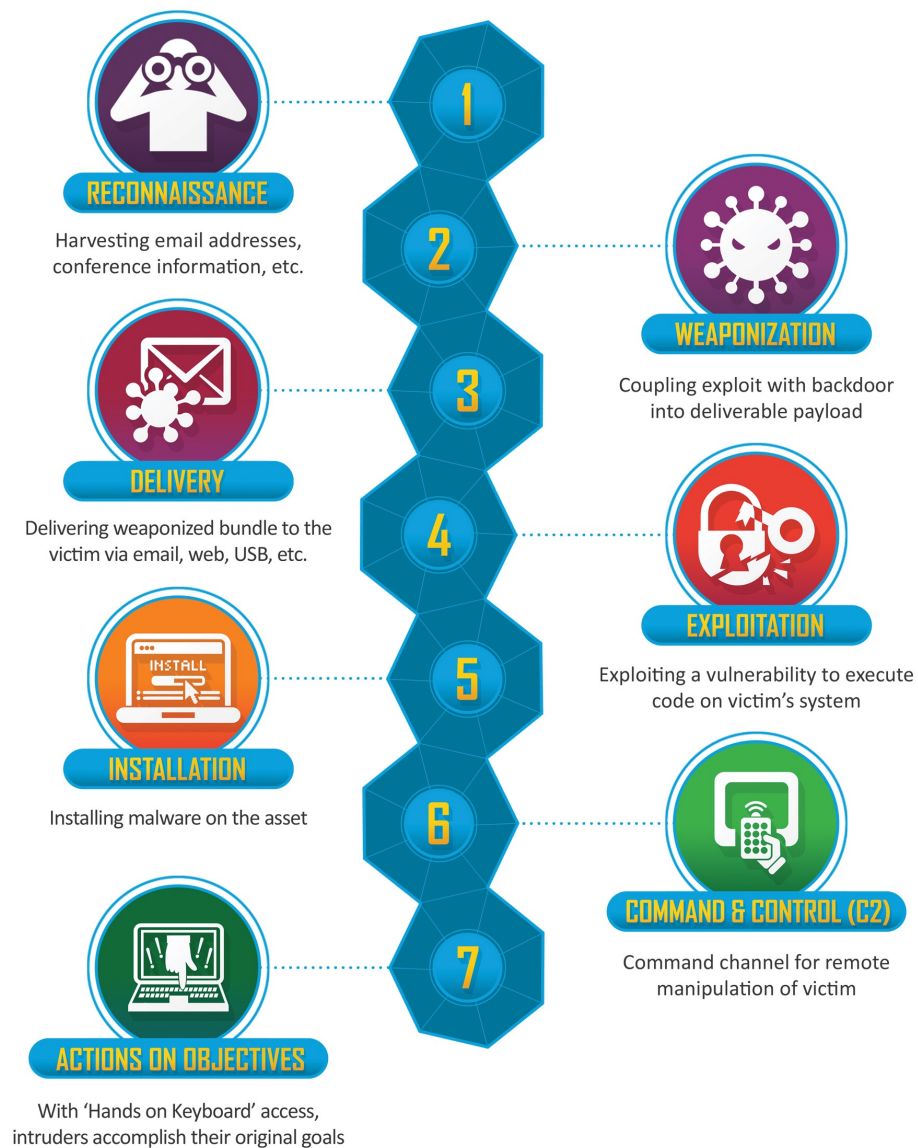 1
RECONNAISSANCE
Harvesting email addresses,
conference information, etc.
2
WEAPONIZATION
Coupling exploit with backdoor
into deliverable payload
3
DELIVERY
Delivering weaponized bundle to the
victim via email, web, USB, etc.
4
EXPLOITATION
Exploiting a vulnerability to execute
code on victim’s system
5
INSTALL
INSTALLATION
Installing malware on the asset
6
COMMAND & CONTROL (C2)
Command channel for remote
manipulation of victim
7
ACTIONS ON OBJECTIVES
With ‘Hands on Keyboard’ access,
intruders accomplish their original goals